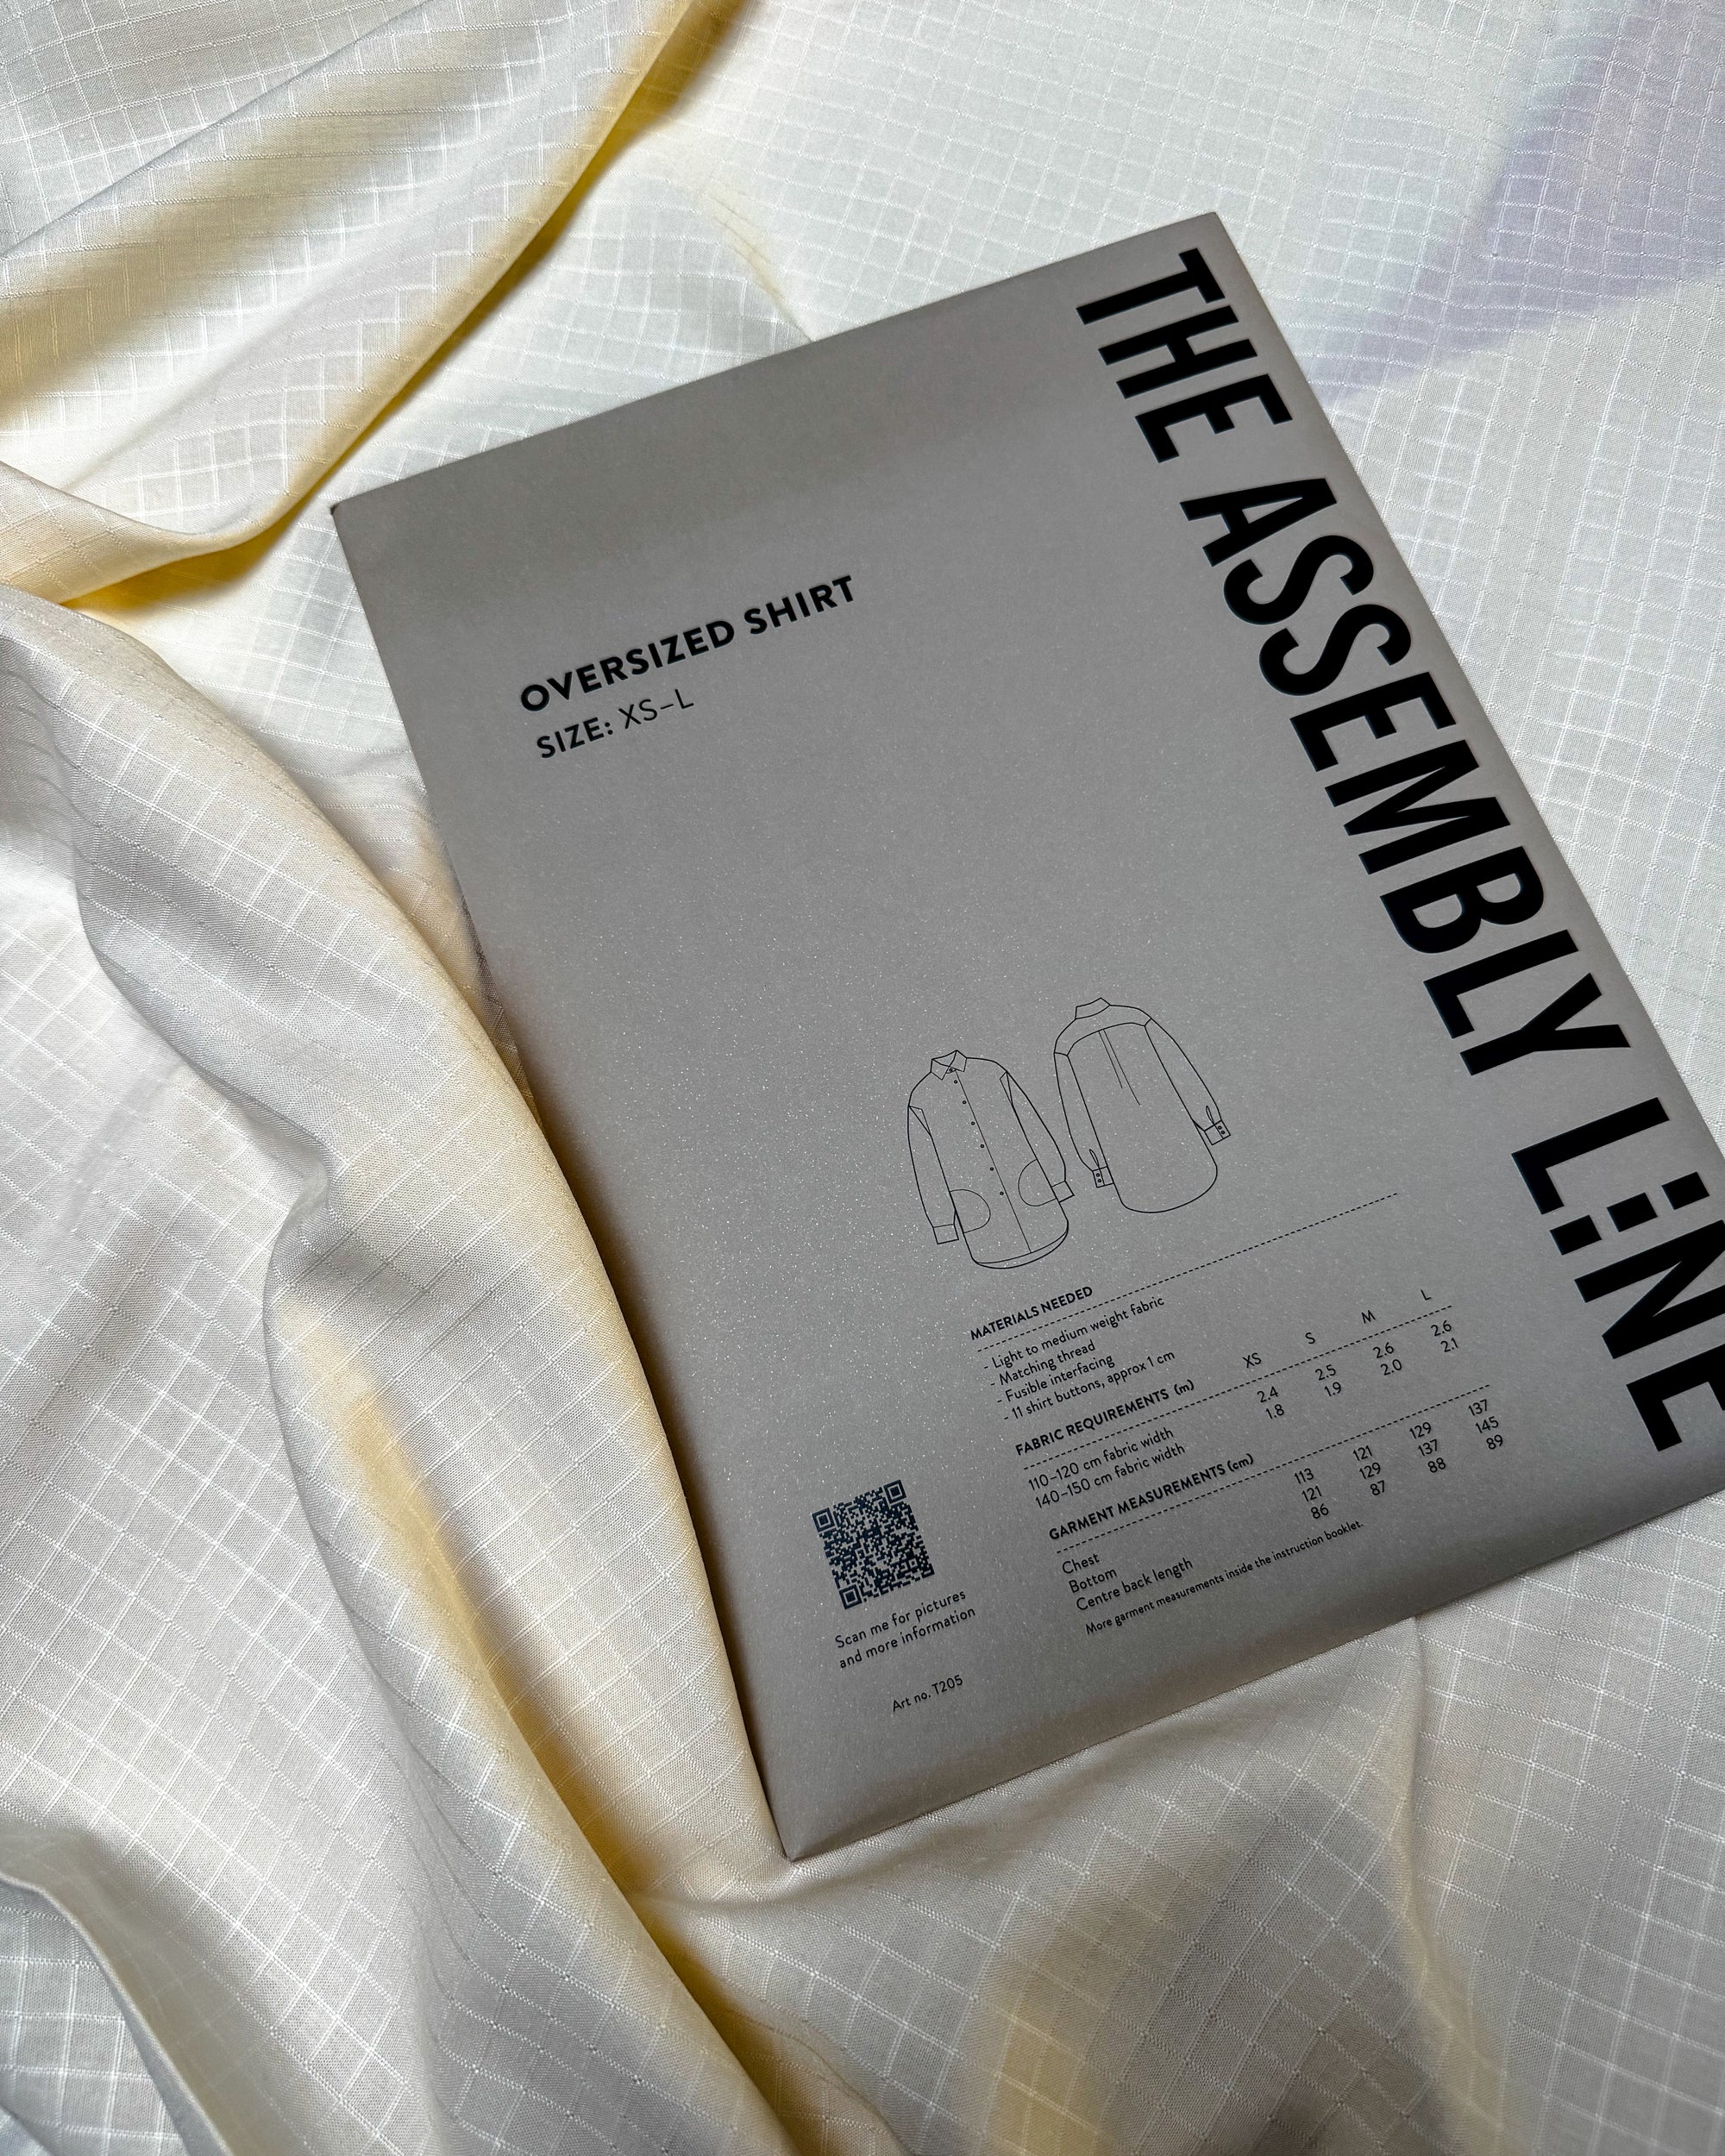 THE ASSEMBLY LINE
OVERSIZED SHIRT
SIZE: XS–L
MATERIALS NEEDED
- Light to medium weight fabric
- Matching thread
- Fusible interfacing
- 11 shirt buttons, approx 1 cm
FABRIC REQUIREMENTS (m) XS S M L
110–120 cm fabric width 2.4 2.5 2.6 2.6
140–150 cm fabric width 1.8 1.9 2.0 2.1
GARMENT MEASUREMENTS (cm)
Chest 113 121 129 137
Bottom 121 129 137 145
Centre back length 86 87 88 89
More garment measurements inside the instruction booklet.
Scan me for pictures
and more information
Art no. T205